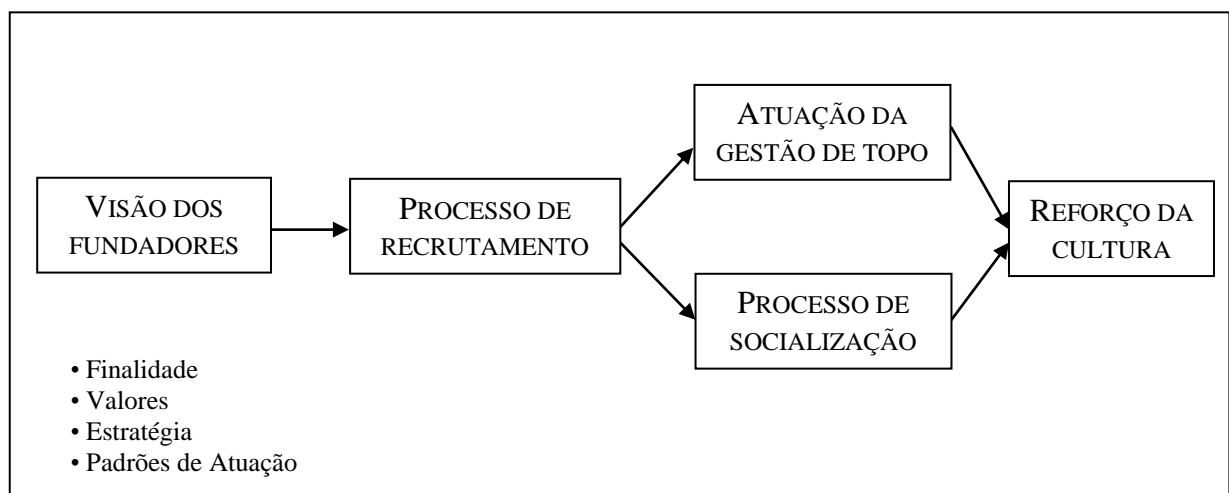 VISÃO DOS
FUNDADORES
PROCESSO DE
RECRUTAMENTO
ATUAÇÃO DA
GESTÃO DE TOPO
PROCESSO DE
SOCIALIZAÇÃO
REFORÇO DA
CULTURA
• Finalidade
• Valores
• Estratégia
• Padrões de Atuação